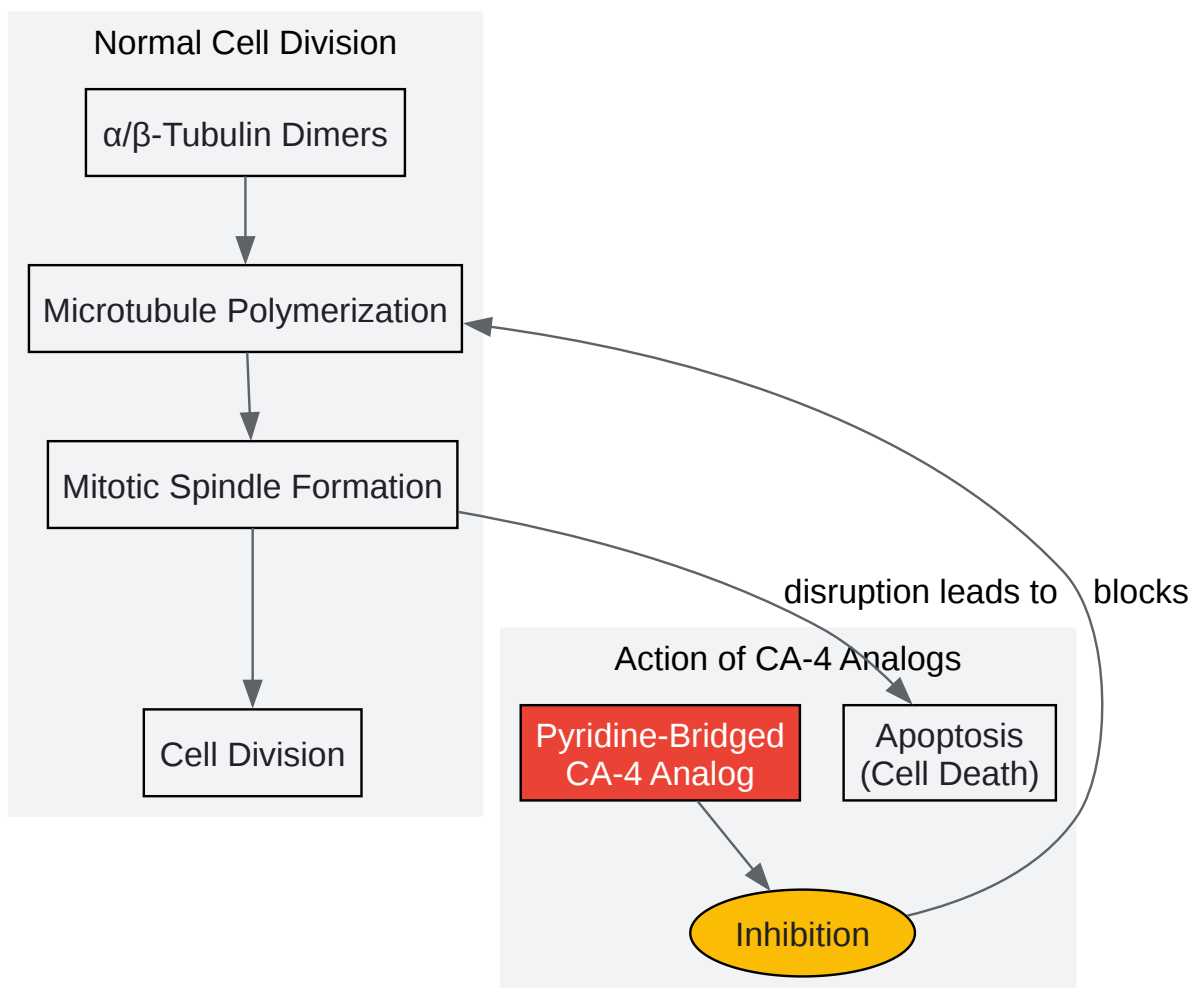 Normal Cell Division
α/β-Tubulin Dimers
Microtubule Polymerization
Mitotic Spindle Formation
disruption leads to
blocks
Action of CA-4 Analogs
Cell Division
Pyridine-Bridged
CA-4 Analog
Apoptosis
(Cell Death)
Inhibition